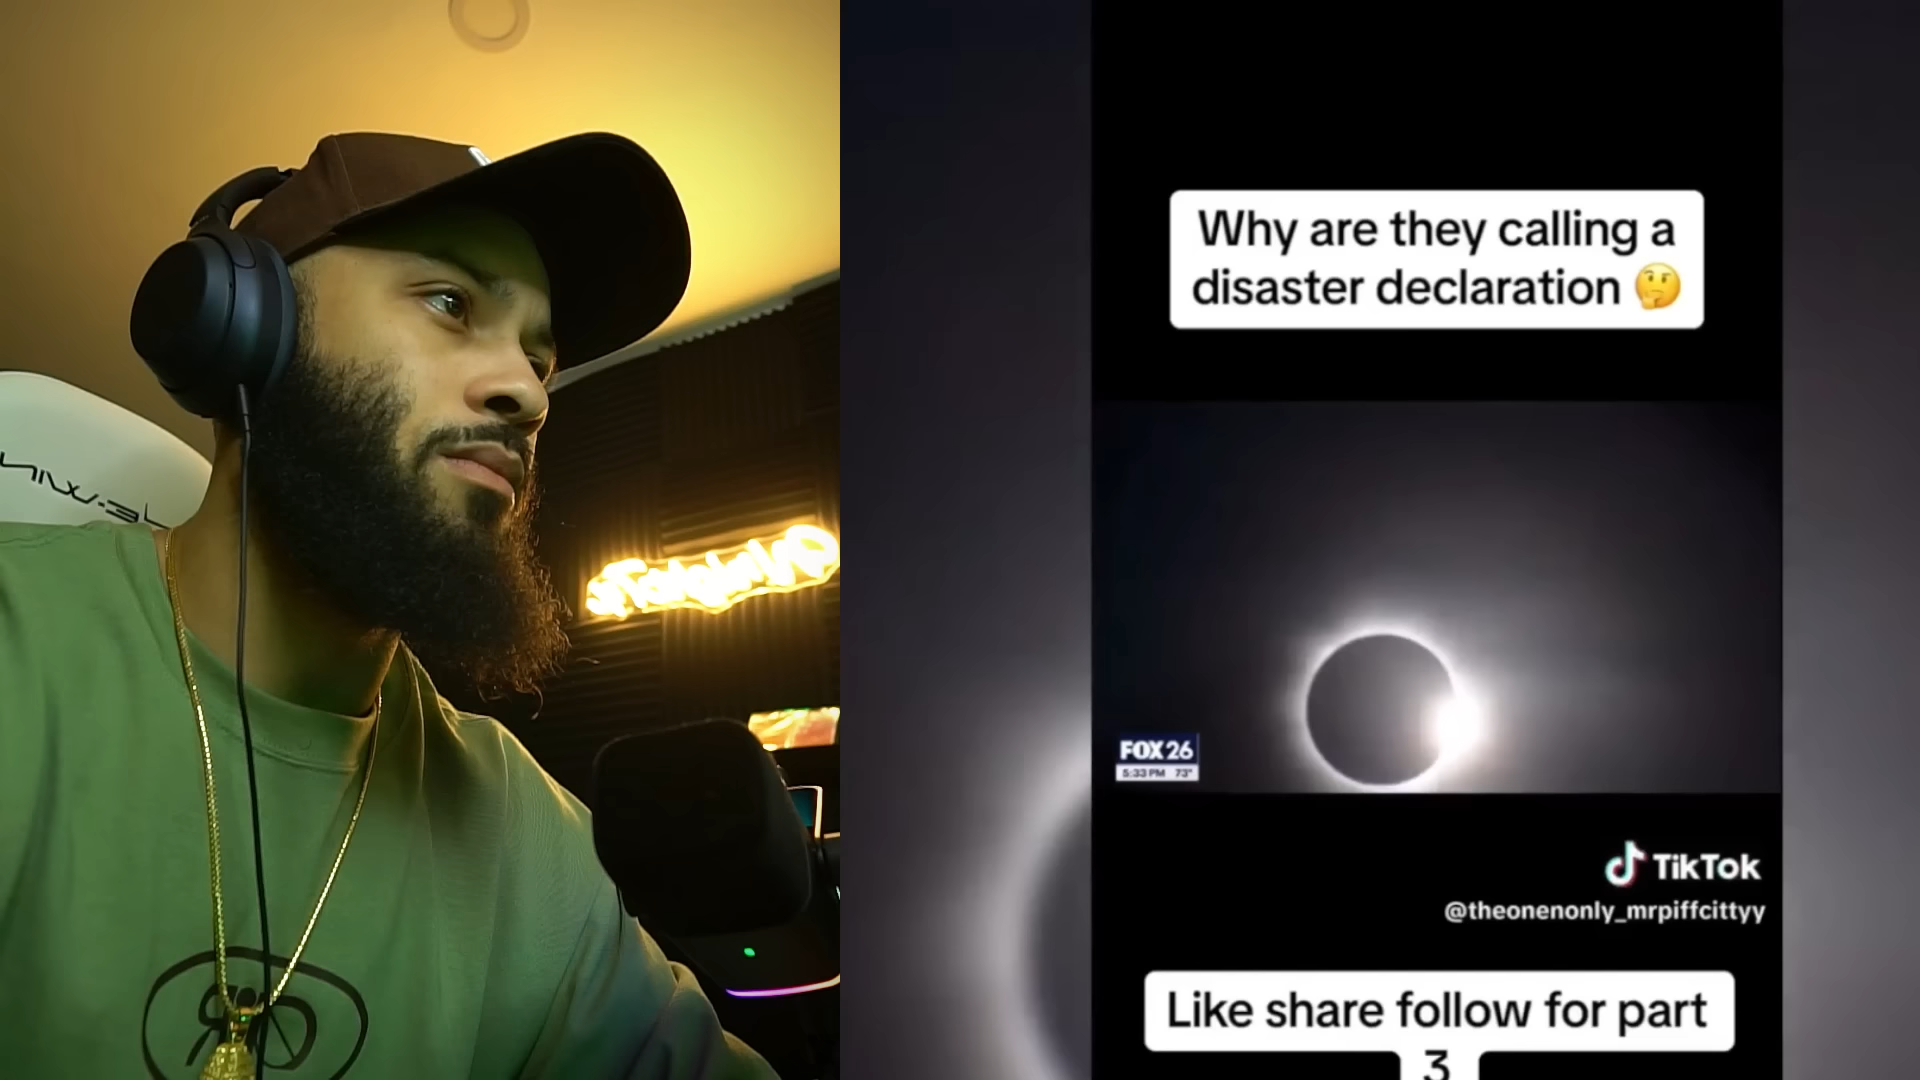 Why are they calling a
disaster declaration 🤔
FOX 26
5:33 PM 73°
TikTok
@theonenonly_mrpiffcittyy
Like share follow for part
3